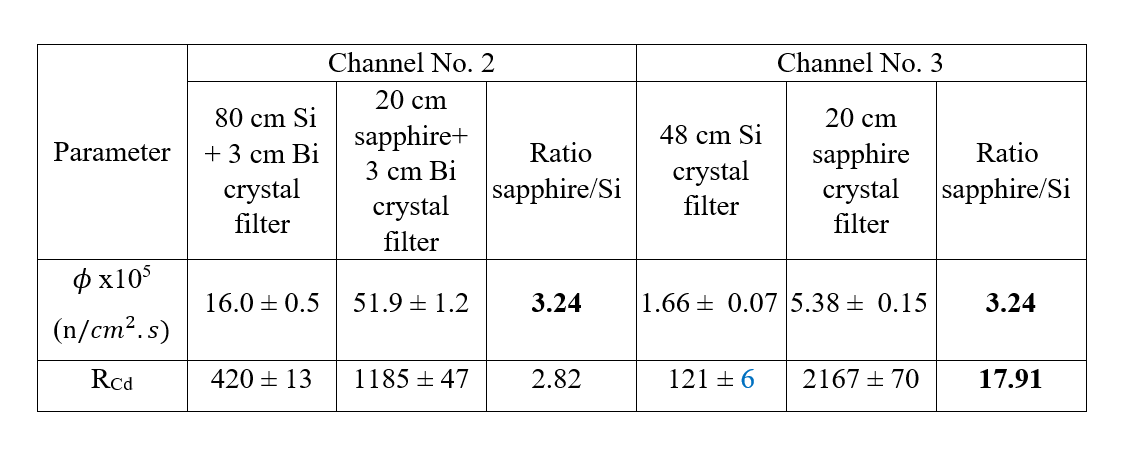 Parameter
Channel No. 2
Channel No. 3
80 cm Si
+ 3 cm Bi
crystal
filter
20 cm
sapphire+
3 cm Bi
crystal
filter
Ratio
sapphire/Si
48 cm Si
crystal
filter
20 cm
sapphire
crystal
filter
Ratio
sapphire/Si
ϕ x10⁵
(n/cm².s)
16.0 ± 0.5
51.9 ± 1.2
3.24
1.66 ± 0.07
5.38 ± 0.15
3.24
RCd
420 ± 13
1185 ± 47
2.82
121 ± 6
2167 ± 70
17.91